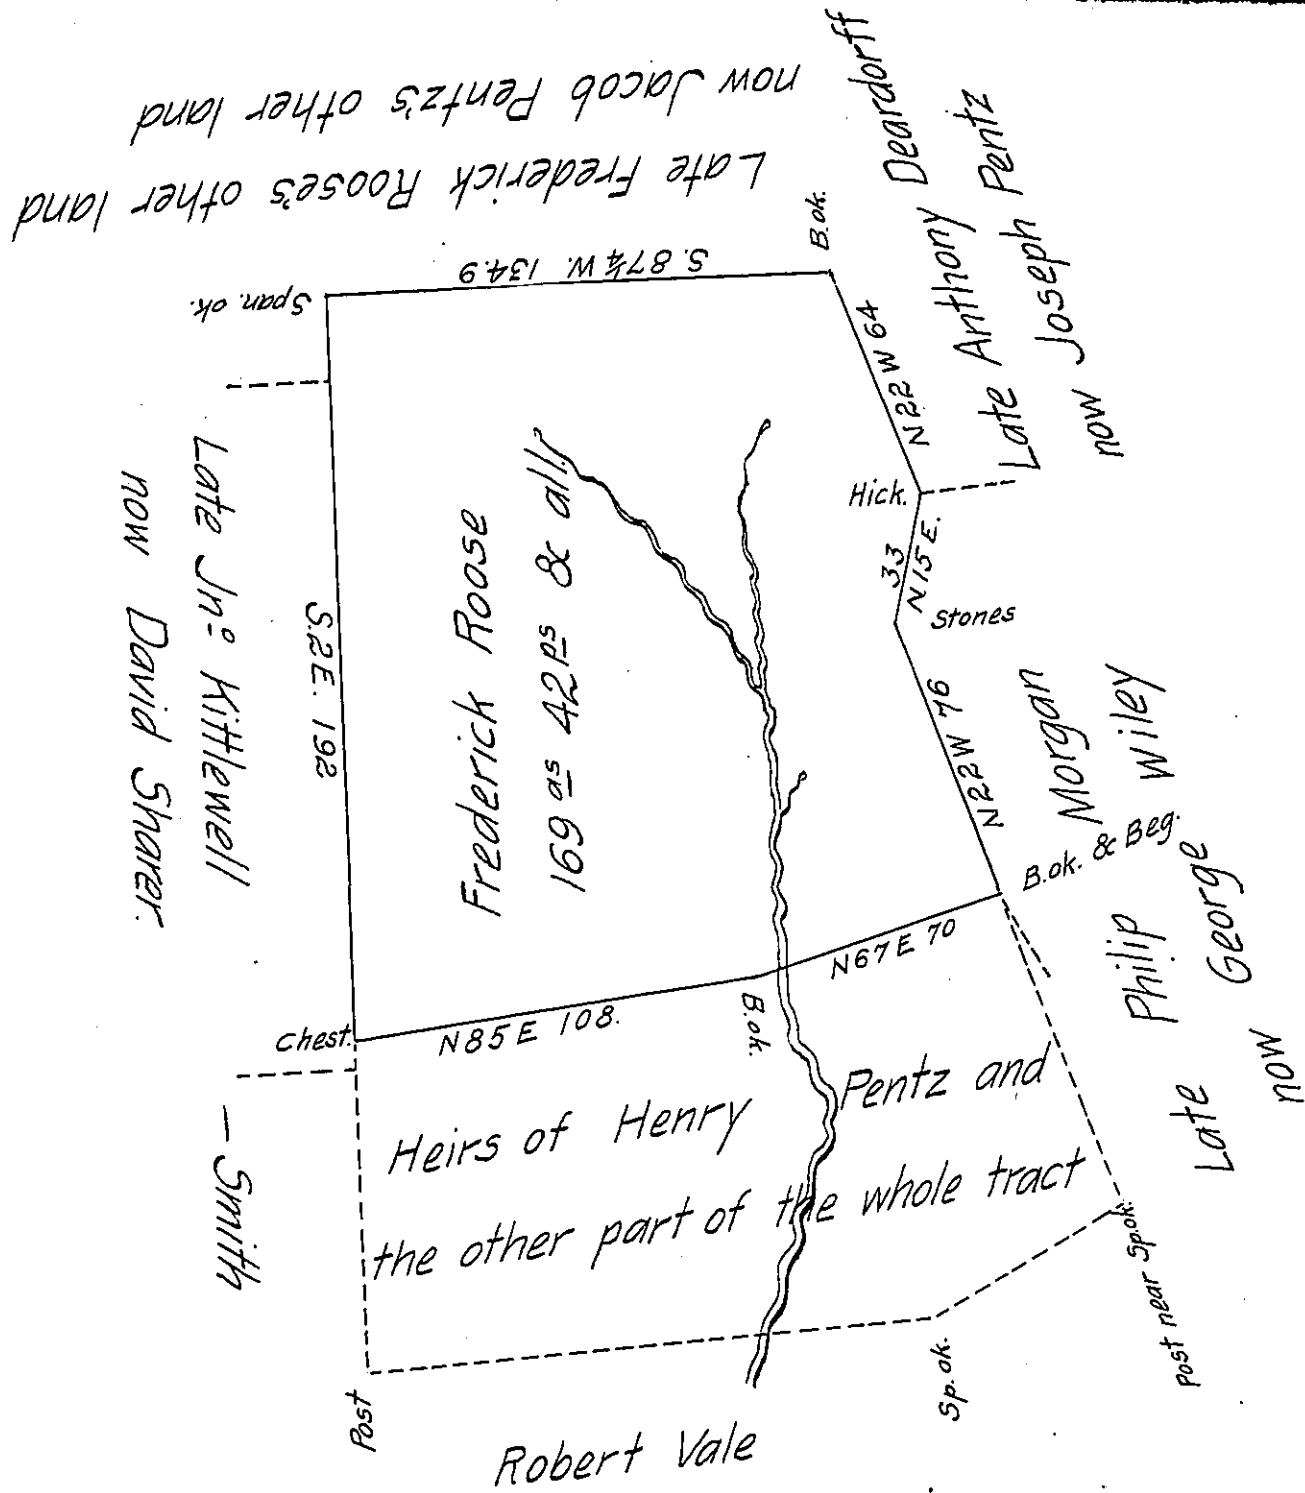 now Jacob Pentz's other land
Late Frederick Roose's other land
S. 87¼ W. 134.9
Span. ok.
B.ok.
Late Anthony Deardorff
now Joseph Pentz
N22W 64
Hick.
33
N15E.
Stones
N22W 76
Morgan
Wiley
B.ok. & Beg.
Late Philip
now George
Late Jnº Kittlewell
now David Sharer.
S.2E. 192
Frederick Roose
169 as 42 ps & all.
N67E 70
B.ok.
N85E 108.
Chest.
– Smith
Heirs of Henry Pentz and
the other part of the whole tract
Post
Sp.ok.
Post near Sp.ok.
Robert Vale